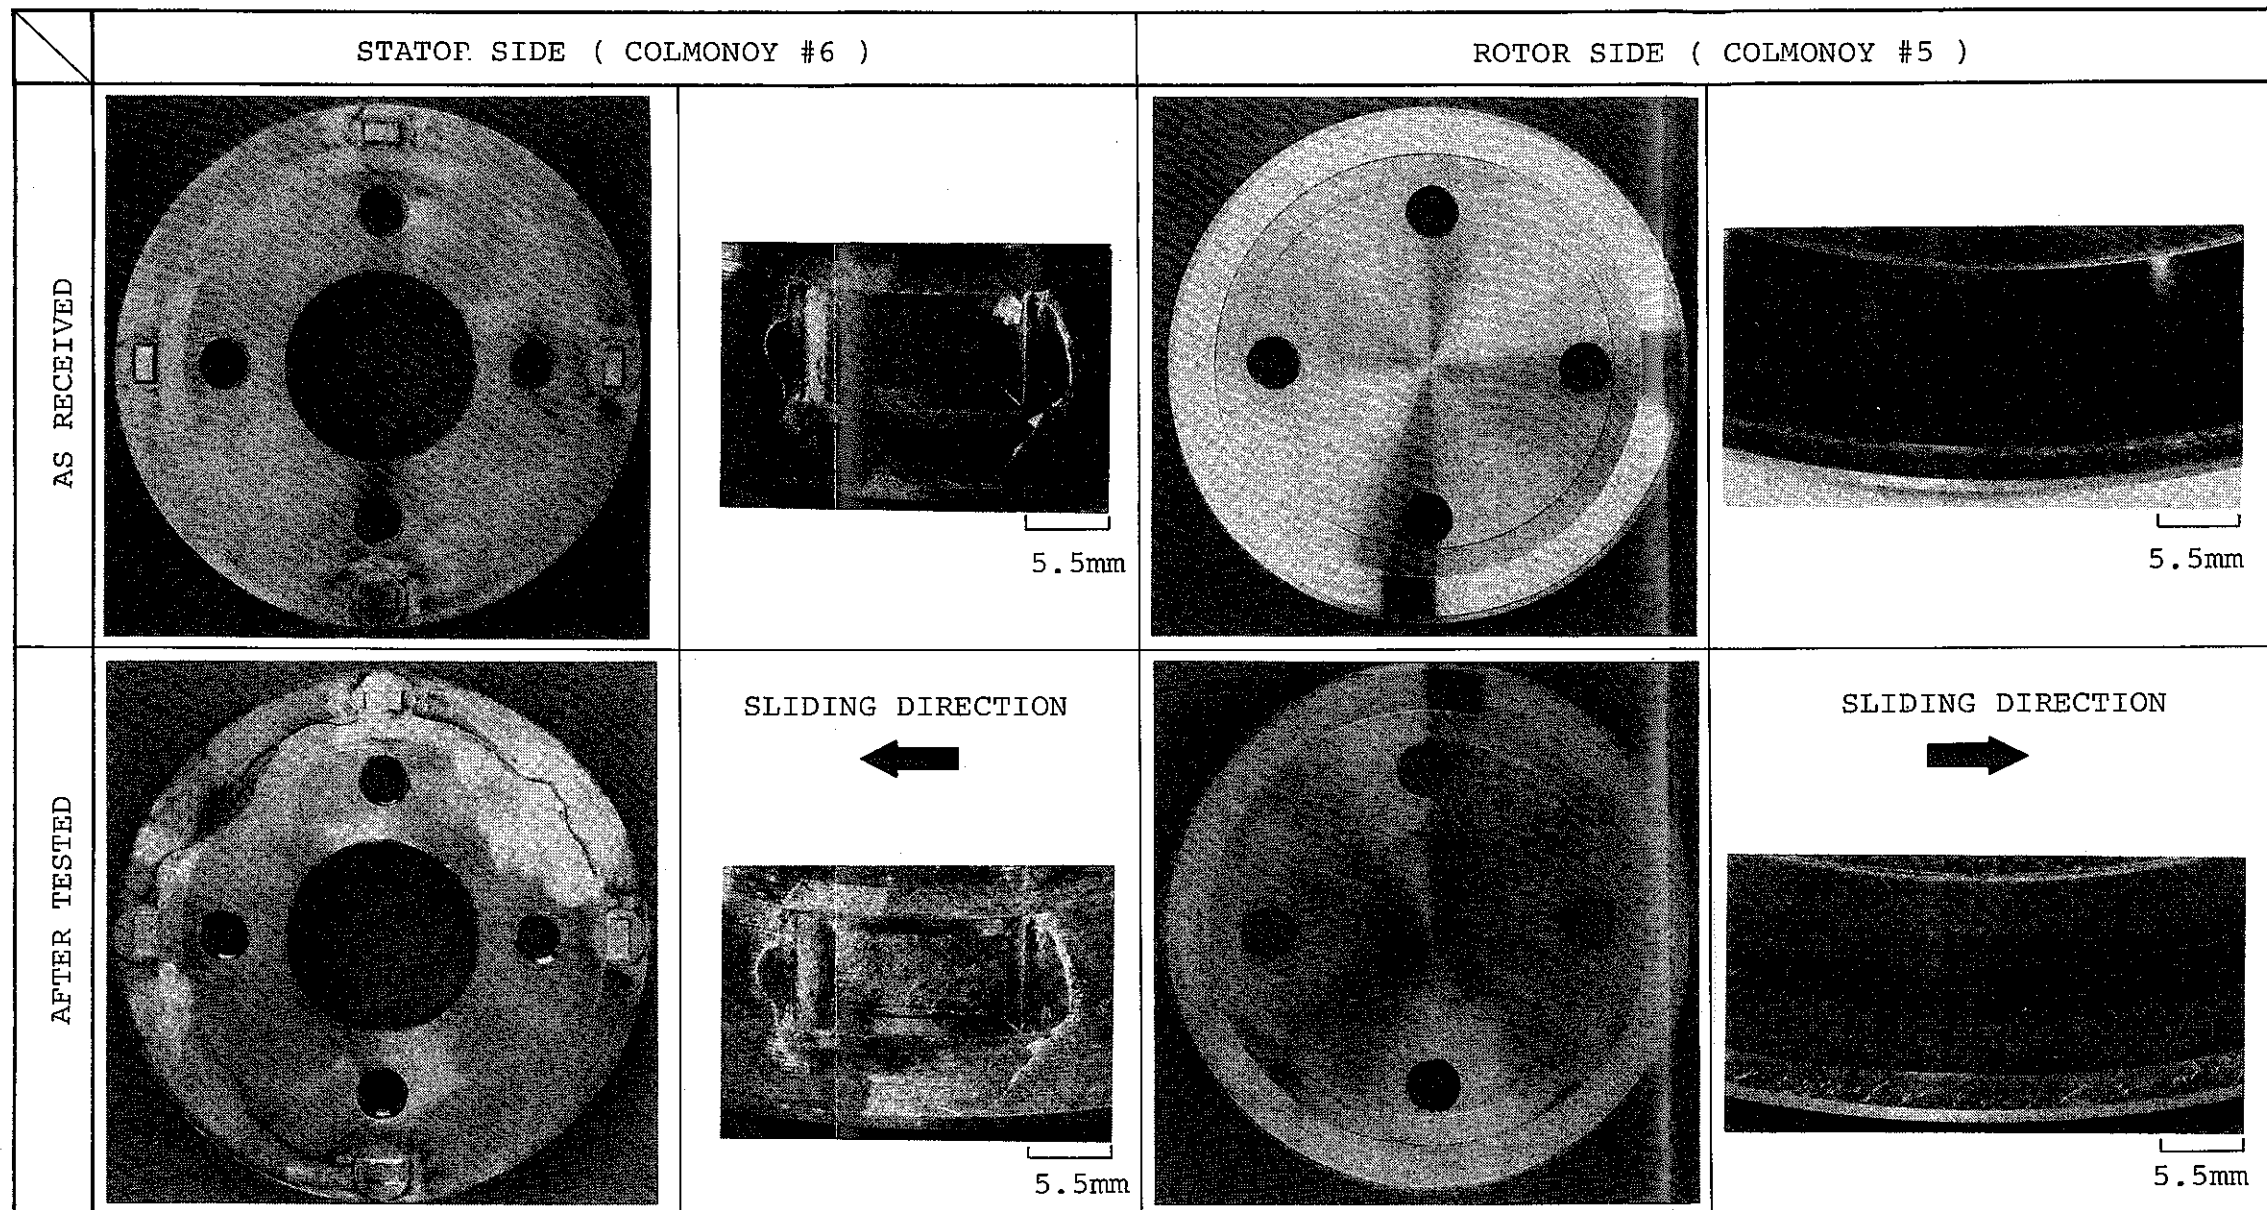 STATOR SIDE ( COLMONOY #6 )
ROTOR SIDE ( COLMONOY #5 )
AS RECEIVED
5.5mm
5.5mm
AFTER TESTED
SLIDING DIRECTION
5.5mm
SLIDING DIRECTION
5.5mm